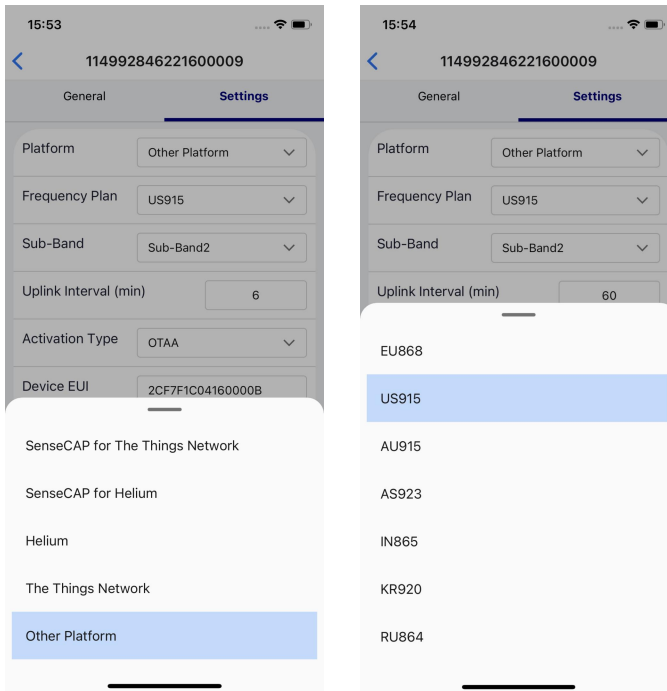 15:53
114992846221600009
General Settings
Platform Other Platform
Frequency Plan US915
Sub-Band Sub-Band2
Uplink Interval (min) 6
Activation Type OTAA
Device EUI 2CF7F1C04160000B
SenseCAP for The Things Network
SenseCAP for Helium
Helium
The Things Network
Other Platform
15:54
114992846221600009
General Settings
Platform Other Platform
Frequency Plan US915
Sub-Band Sub-Band2
Uplink Interval (min) 60
EU868
US915
AU915
AS923
IN865
KR920
RU864